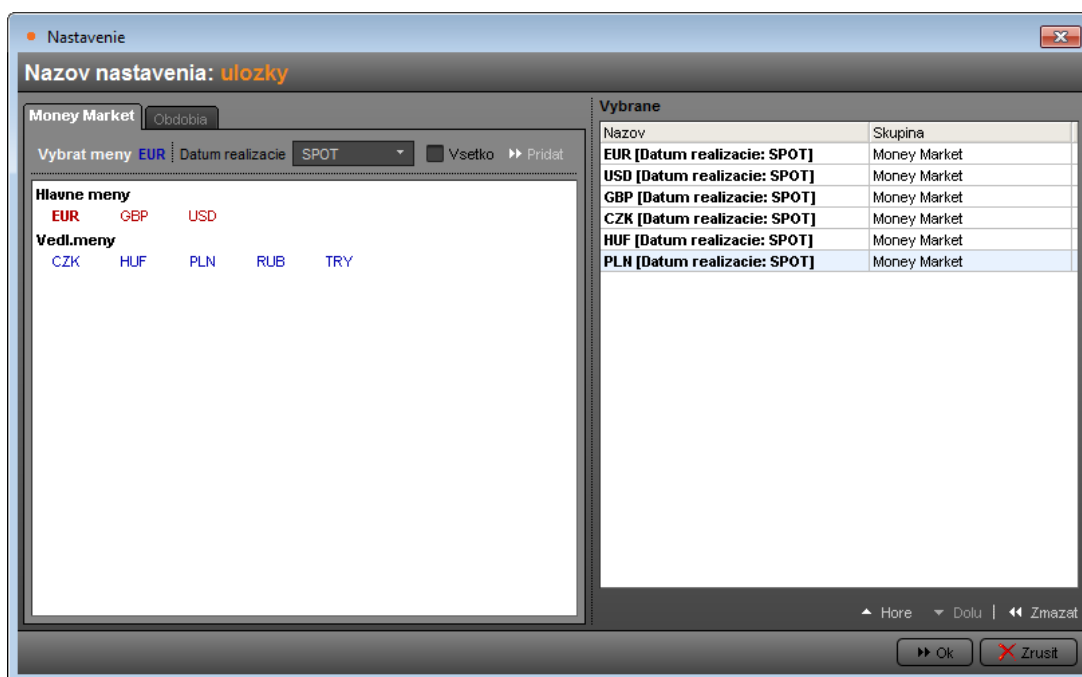 Nastavenie
Nazov nastavenia: ulozky
Money Market Obdobia
Vybrat meny EUR Datum realizacie SPOT Vsetko Pridat
Hlavne meny
EUR GBP USD
Vedl.meny
CZK HUF PLN RUB TRY
Vybrane
Nazov Skupina
EUR [Datum realizacie: SPOT] Money Market
USD [Datum realizacie: SPOT] Money Market
GBP [Datum realizacie: SPOT] Money Market
CZK [Datum realizacie: SPOT] Money Market
HUF [Datum realizacie: SPOT] Money Market
PLN [Datum realizacie: SPOT] Money Market
Hore Dolu | Zmazat
Ok Zrusit